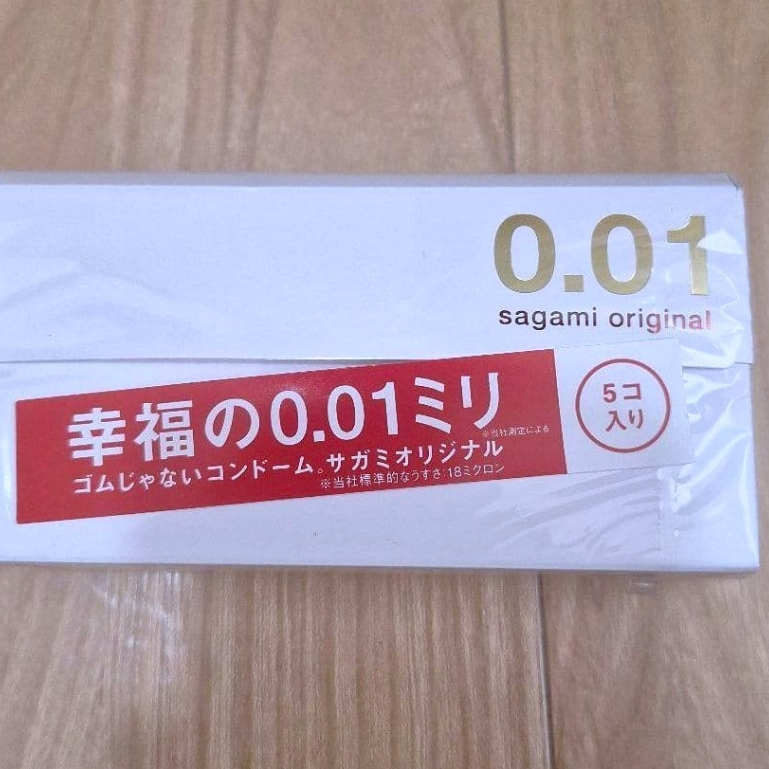 0.01
sagami original
幸福の0.01ミリ
※当社測定による
ゴムじゃないコンドーム。サガミオリジナル
※当社標準的なうすさ:18ミクロン
5コ
入り